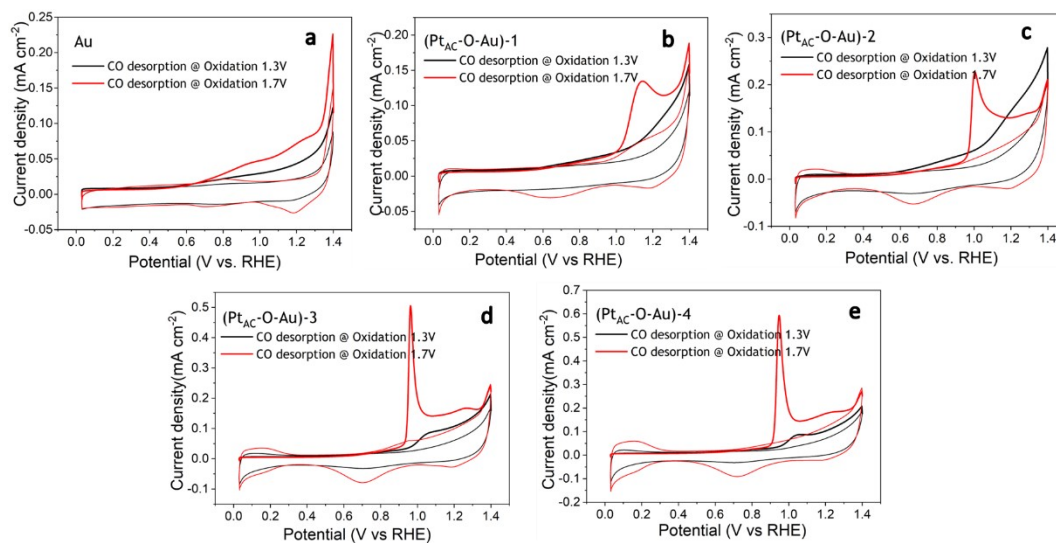 Au
a
CO desorption @ Oxidation 1.3V
CO desorption @ Oxidation 1.7V
Current density (mA cm-2)
0.25
0.20
0.15
0.10
0.05
0.00
-0.05
0.0 0.2 0.4 0.6 0.8 1.0 1.2 1.4
Potential (V vs. RHE)
(PtAC-O-Au)-1
b
CO desorption @ Oxidation 1.3V
CO desorption @ Oxidation 1.7V
Current density (mA cm-2)
0.20
0.15
0.10
0.05
0.00
0.05
0.0 0.2 0.4 0.6 0.8 1.0 1.2 1.4
Potential (V vs RHE)
(PtAC-O-Au)-2
c
CO desorption @ Oxidation 1.3V
CO desorption @ Oxidation 1.7V
Current density (mA cm-2)
0.3
0.2
0.1
0.0
-0.1
0.0 0.2 0.4 0.6 0.8 1.0 1.2 1.4
Potential (V vs. RHE)
(PtAC-O-Au)-3
d
CO desorption @ Oxidation 1.3V
CO desorption @ Oxidation 1.7V
Current density(mA cm-2)
0.5
0.4
0.3
0.2
0.1
0.0
-0.1
0.0 0.2 0.4 0.6 0.8 1.0 1.2 1.4
Potential (V vs RHE)
(PtAC-O-Au)-4
e
CO desorption @ Oxidation 1.3V
CO desorption @ Oxidation 1.7V
Current density(mA cm-2)
0.7
0.6
0.5
0.4
0.3
0.2
0.1
0.0
-0.1
-0.2
0.0 0.2 0.4 0.6 0.8 1.0 1.2 1.4
Potential (V vs RHE)